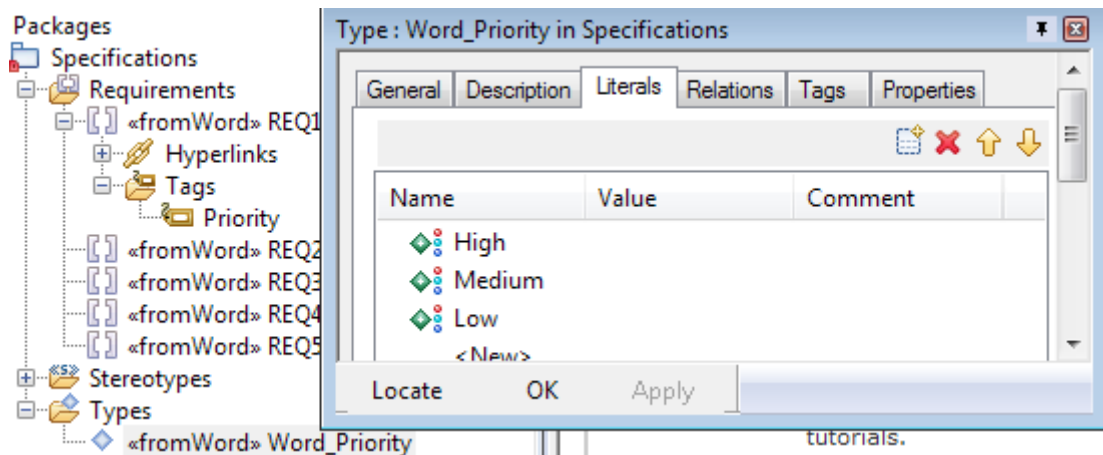 Packages
Specifications
Requirements
«fromWord» REQ1
Hyperlinks
Tags
Priority
«fromWord» REQ2
«fromWord» REQ3
«fromWord» REQ4
«fromWord» REQ5
«S»
Stereotypes
Types
«fromWord» Word_Priority
Type : Word_Priority in Specifications
General Description Literals Relations Tags Properties
Name Value Comment
High
Medium
Low
<New>
Locate OK Apply
tutorials.